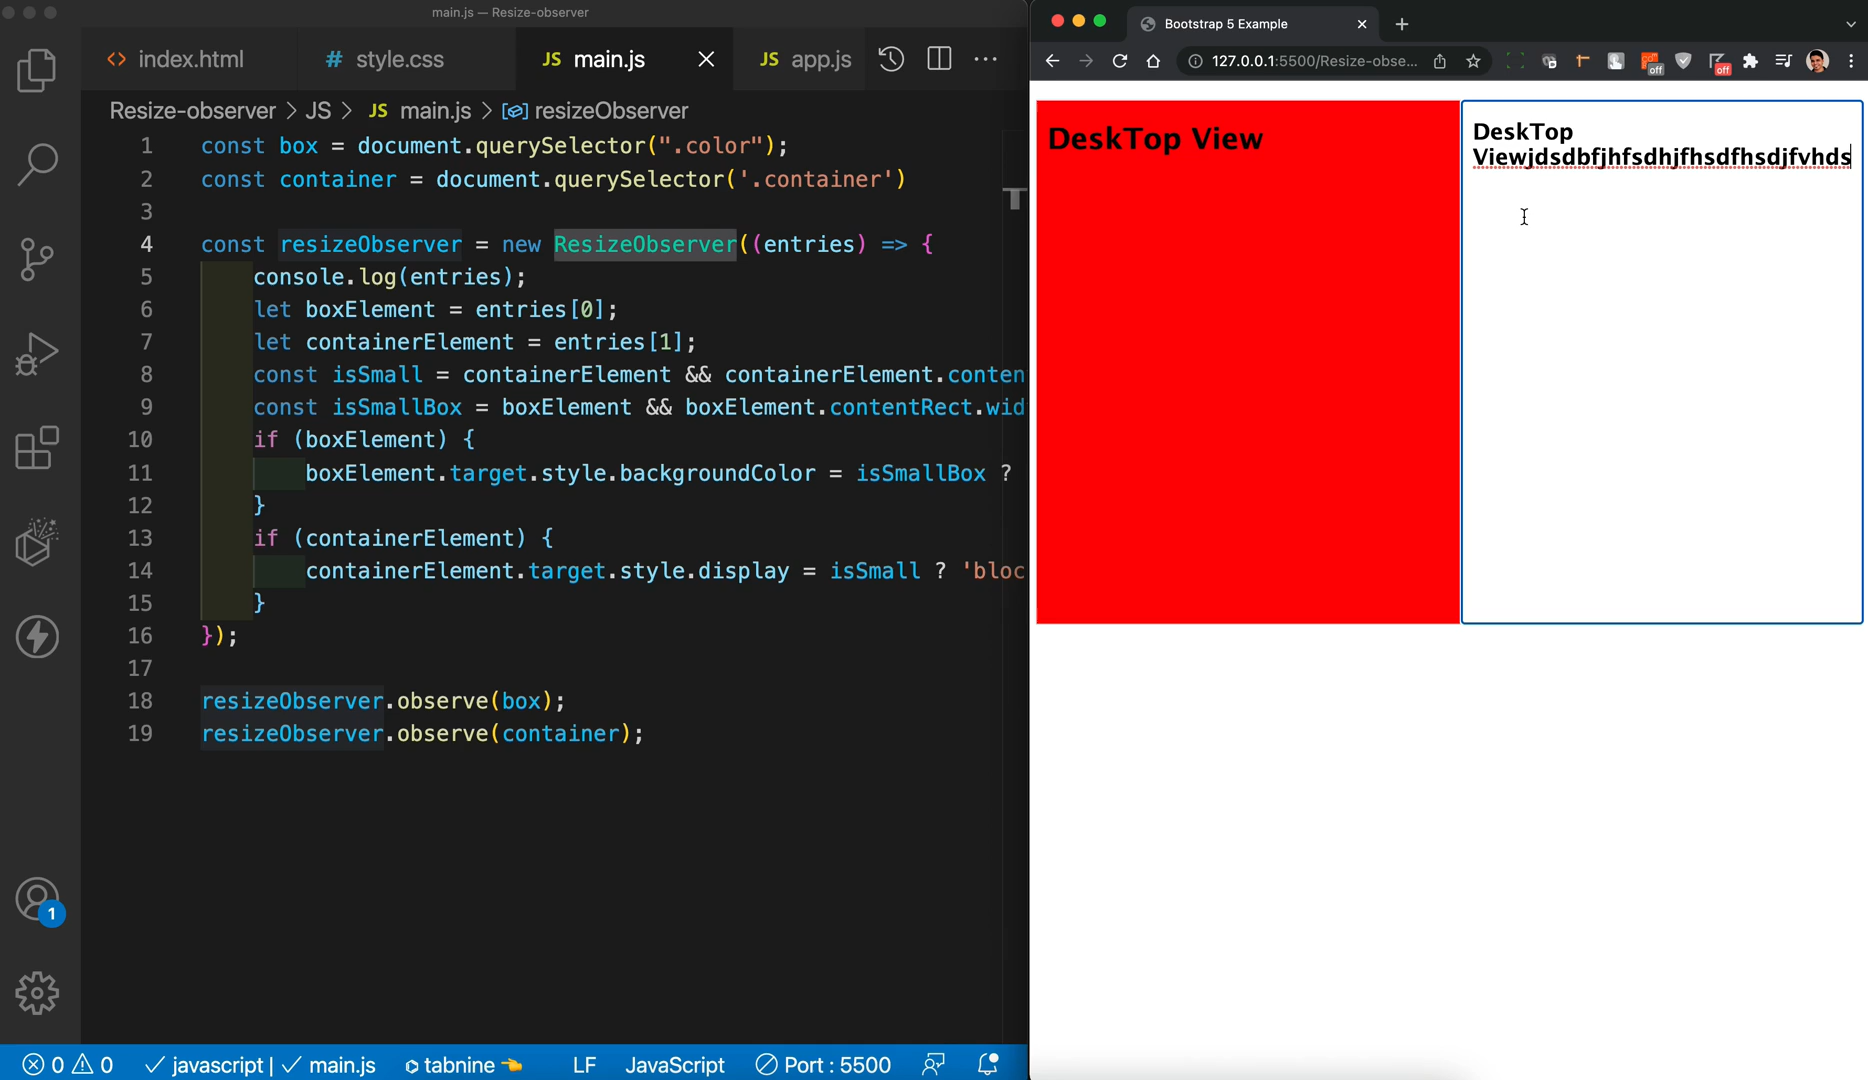 main.js — Resize-observer
<> index.html
# style.css
JS main.js
JS app.js
Resize-observer > JS > JS main.js > resizeObserver
1 const box = document.querySelector(".color");
2 const container = document.querySelector('.container')
3
4 const resizeObserver = new ResizeObserver((entries) => {
5 console.log(entries);
6 let boxElement = entries[0];
7 let containerElement = entries[1];
8 const isSmall = containerElement && containerElement.conten
9 const isSmallBox = boxElement && boxElement.contentRect.wid
10 if (boxElement) {
11 boxElement.target.style.backgroundColor = isSmallBox ?
12 }
13 if (containerElement) {
14 containerElement.target.style.display = isSmall ? 'bloc
15 }
16 });
17
18 resizeObserver.observe(box);
19 resizeObserver.observe(container);
1
0 0
javascript | main.js
tabnine
LF
JavaScript
Port : 5500
Bootstrap 5 Example
127.0.0.1:5500/Resize-obse...
off
off
DeskTop View
DeskTop
Viewjdsdbfjhfsdhjfhsdfhsdjfvhds